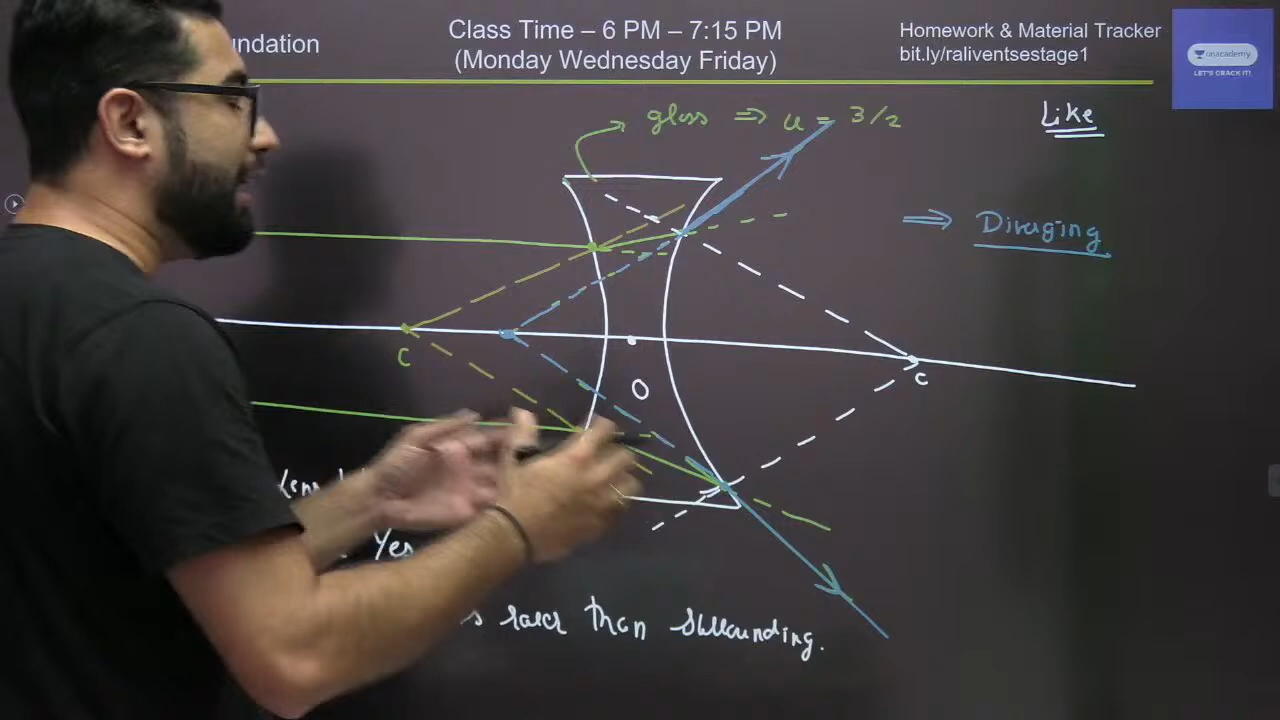 undation
Class Time – 6 PM – 7:15 PM
(Monday Wednesday Friday)
Homework & Material Tracker
bit.ly/raliventsestage1
unacademy
LET'S CRACK IT!
glass ⇒ u = 3/2
Like
⇒ Diverging
C
C
O
Yes
than surrounding.